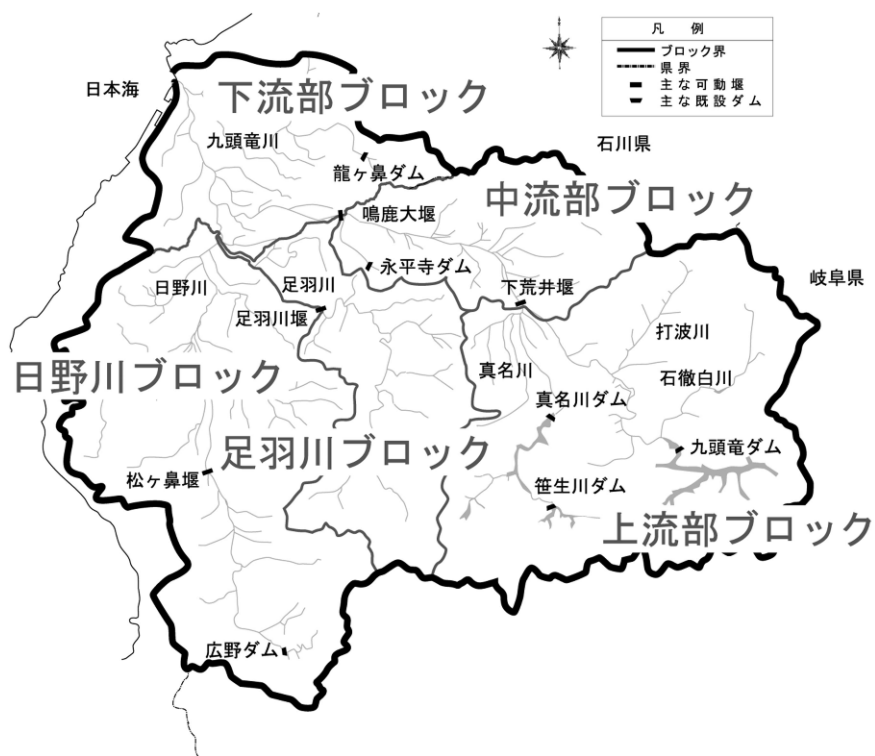 凡 例
ブロック界
県界
主な可動堰
主な既設ダム
日本海
下流部ブロック
九頭竜川
龍ヶ鼻ダム
石川県
中流部ブロック
鳴鹿大堰
永平寺ダム
日野川
足羽川
足羽川堰
下荒井堰
岐阜県
打波川
真名川
石徹白川
日野川ブロック
真名川ダム
足羽川ブロック
九頭竜ダム
松ヶ鼻堰
笹生川ダム
上流部ブロック
広野ダム